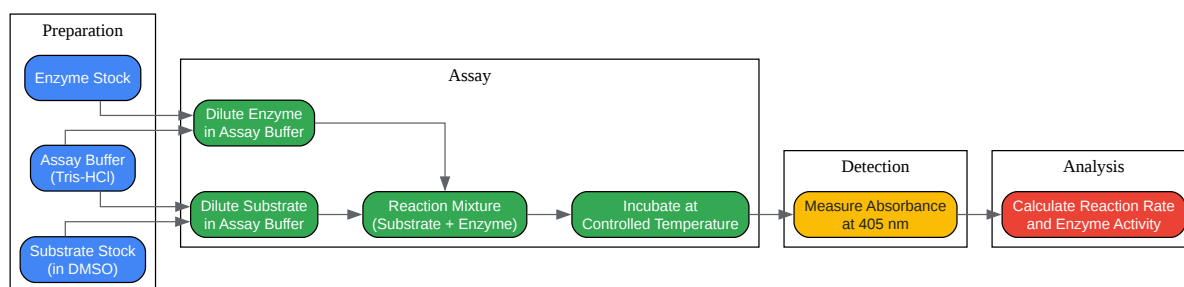 Preparation
Enzyme Stock
Assay Buffer
(Tris-HCl)
Substrate Stock
(in DMSO)
Assay
Dilute Enzyme
in Assay Buffer
Dilute Substrate
in Assay Buffer
Reaction Mixture
(Substrate + Enzyme)
Incubate at
Controlled Temperature
Detection
Measure Absorbance
at 405 nm
Analysis
Calculate Reaction Rate
and Enzyme Activity